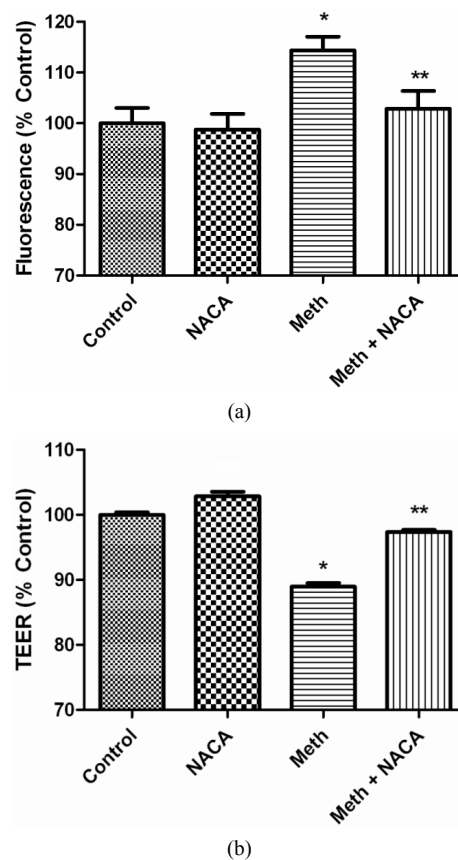 Fluorescence (% Control)
120
110
100
90
80
70
*
**
Control
NACA
Meth
Meth + NACA
(a)
TEER (% Control)
110
100
90
80
70
*
**
Control
NACA
Meth
Meth + NACA
(b)